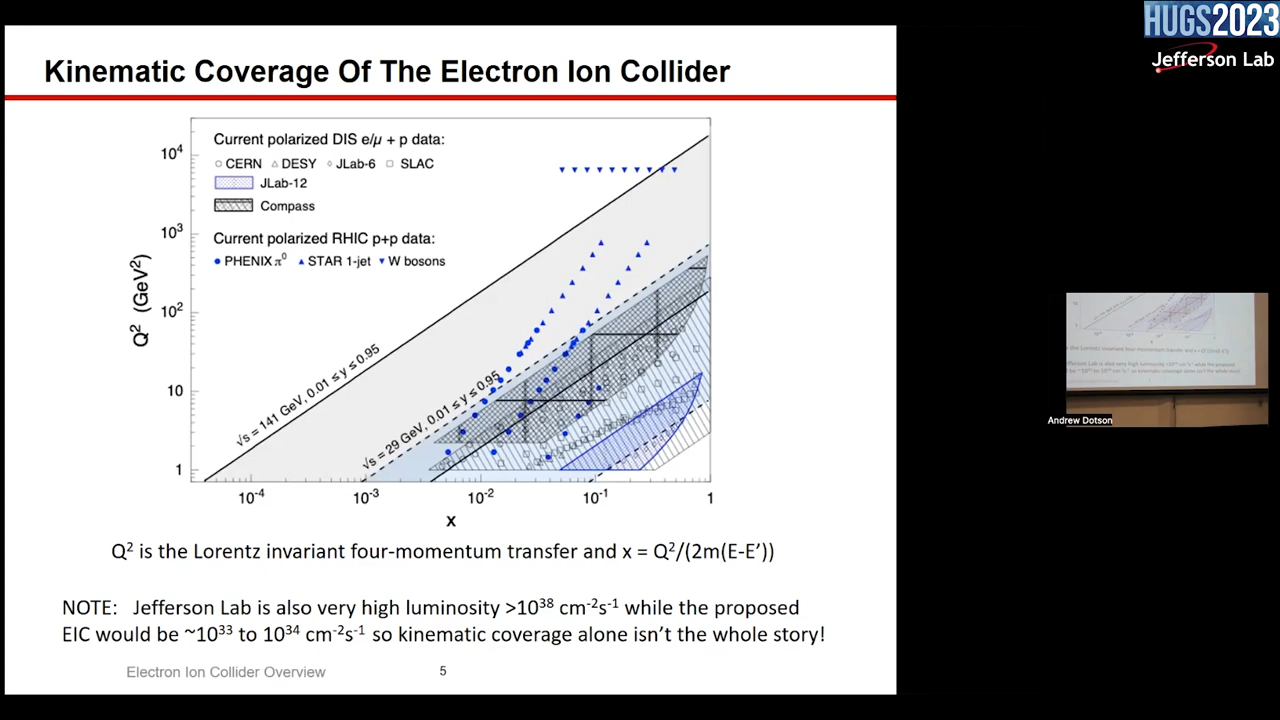 HUGS2023
Jefferson Lab
Kinematic Coverage Of The Electron Ion Collider
Current polarized DIS e/μ + p data:
CERN DESY JLab-6 SLAC
JLab-12
Compass
Current polarized RHIC p+p data:
PHENIX π⁰ STAR 1-jet W bosons
√s = 141 GeV, 0.01 ≤ y ≤ 0.95
√s = 29 GeV, 0.01 ≤ y ≤ 0.95
Q² (GeV²)
10⁴
10³
10²
10
1
10⁻⁴ 10⁻³ 10⁻² 10⁻¹ 1
x
Q² is the Lorentz invariant four-momentum transfer and x = Q²/(2m(E-E’))
NOTE: Jefferson Lab is also very high luminosity >10³⁸ cm⁻²s⁻¹ while the proposed
EIC would be ~10³³ to 10³⁴ cm⁻²s⁻¹ so kinematic coverage alone isn’t the whole story!
Electron Ion Collider Overview 5
Andrew Dotson